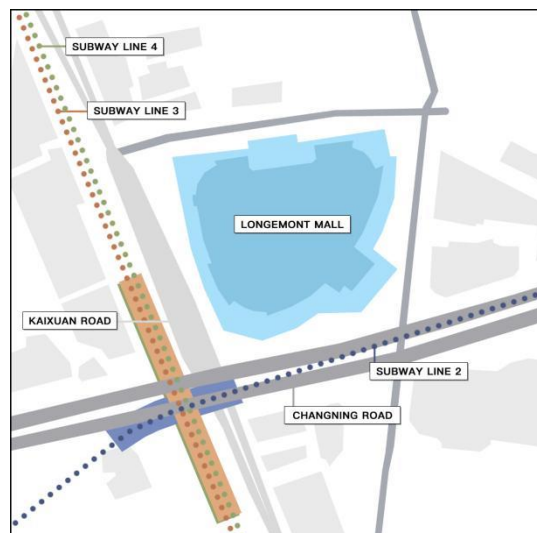 SUBWAY LINE 4
SUBWAY LINE 3
LONGEMONT MALL
KAIXUAN ROAD
SUBWAY LINE 2
CHANGNING ROAD